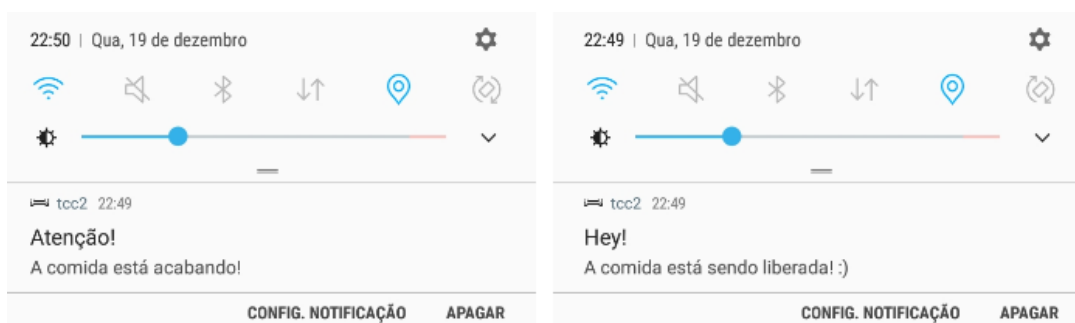 22:50 | Qua, 19 de dezembro
tcc2 22:49
Atenção!
A comida está acabando!
CONFIG. NOTIFICAÇÃO APAGAR
22:49 | Qua, 19 de dezembro
tcc2 22:49
Hey!
A comida está sendo liberada! :)
CONFIG. NOTIFICAÇÃO APAGAR